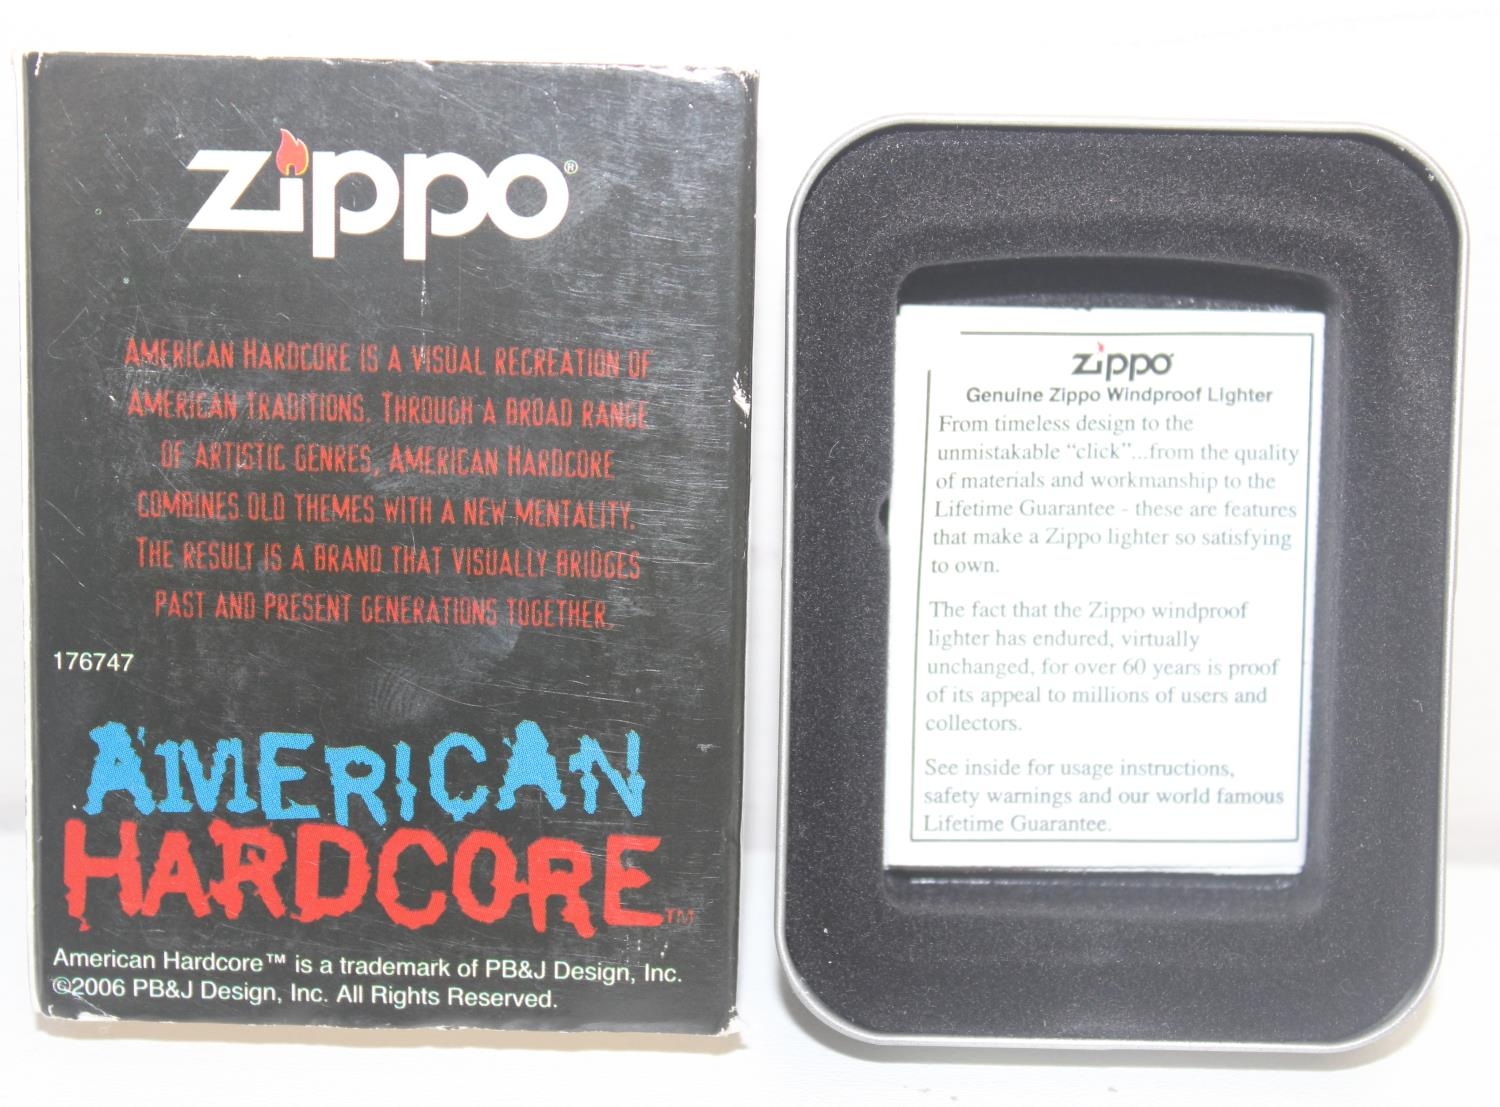 zippo®
AMERICAN HARDCORE IS A VISUAL RECREATION OF
AMERICAN TRADITIONS. THROUGH A BROAD RANGE
OF ARTISTIC GENRES, AMERICAN HARDCORE
COMBINES OLD THEMES WITH A NEW MENTALITY.
THE RESULT IS A BRAND THAT VISUALLY BRIDGES
PAST AND PRESENT GENERATIONS TOGETHER.
176747
AMERICAN
HARDCORE™
American Hardcore™ is a trademark of PB&J Design, Inc.
©2006 PB&J Design, Inc. All Rights Reserved.
zippo
Genuine Zippo Windproof Lighter
From timeless design to the
unmistakable “click”...from the quality
of materials and workmanship to the
Lifetime Guarantee - these are features
that make a Zippo lighter so satisfying
to own.
The fact that the Zippo windproof
lighter has endured, virtually
unchanged, for over 60 years is proof
of its appeal to millions of users and
collectors.
See inside for usage instructions,
safety warnings and our world famous
Lifetime Guarantee.